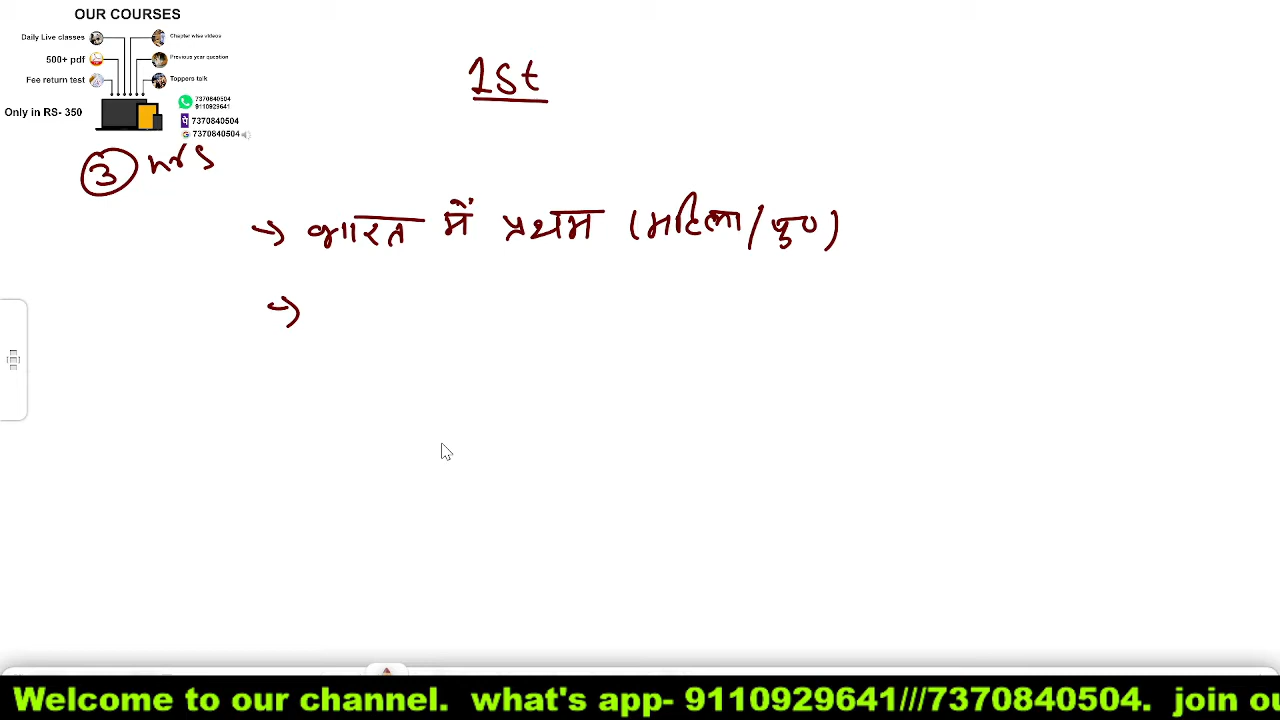 OUR COURSES
Daily Live classes
Chapter wise videos
500+ pdf
Previous year question
Fee return test
Toppers talk
Only in RS- 350
7370840504
9110929641
7370840504
7370840504
1st
3 hrs
→ भारत में प्रथम (महिला/पु०)
→
Welcome to our channel. what's app- 9110929641///7370840504. join ou